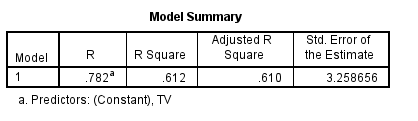 Model Summary
Model R R Square Adjusted R Square Std. Error of the Estimate
1 .782a .612 .610 3.258656
a. Predictors: (Constant), TV